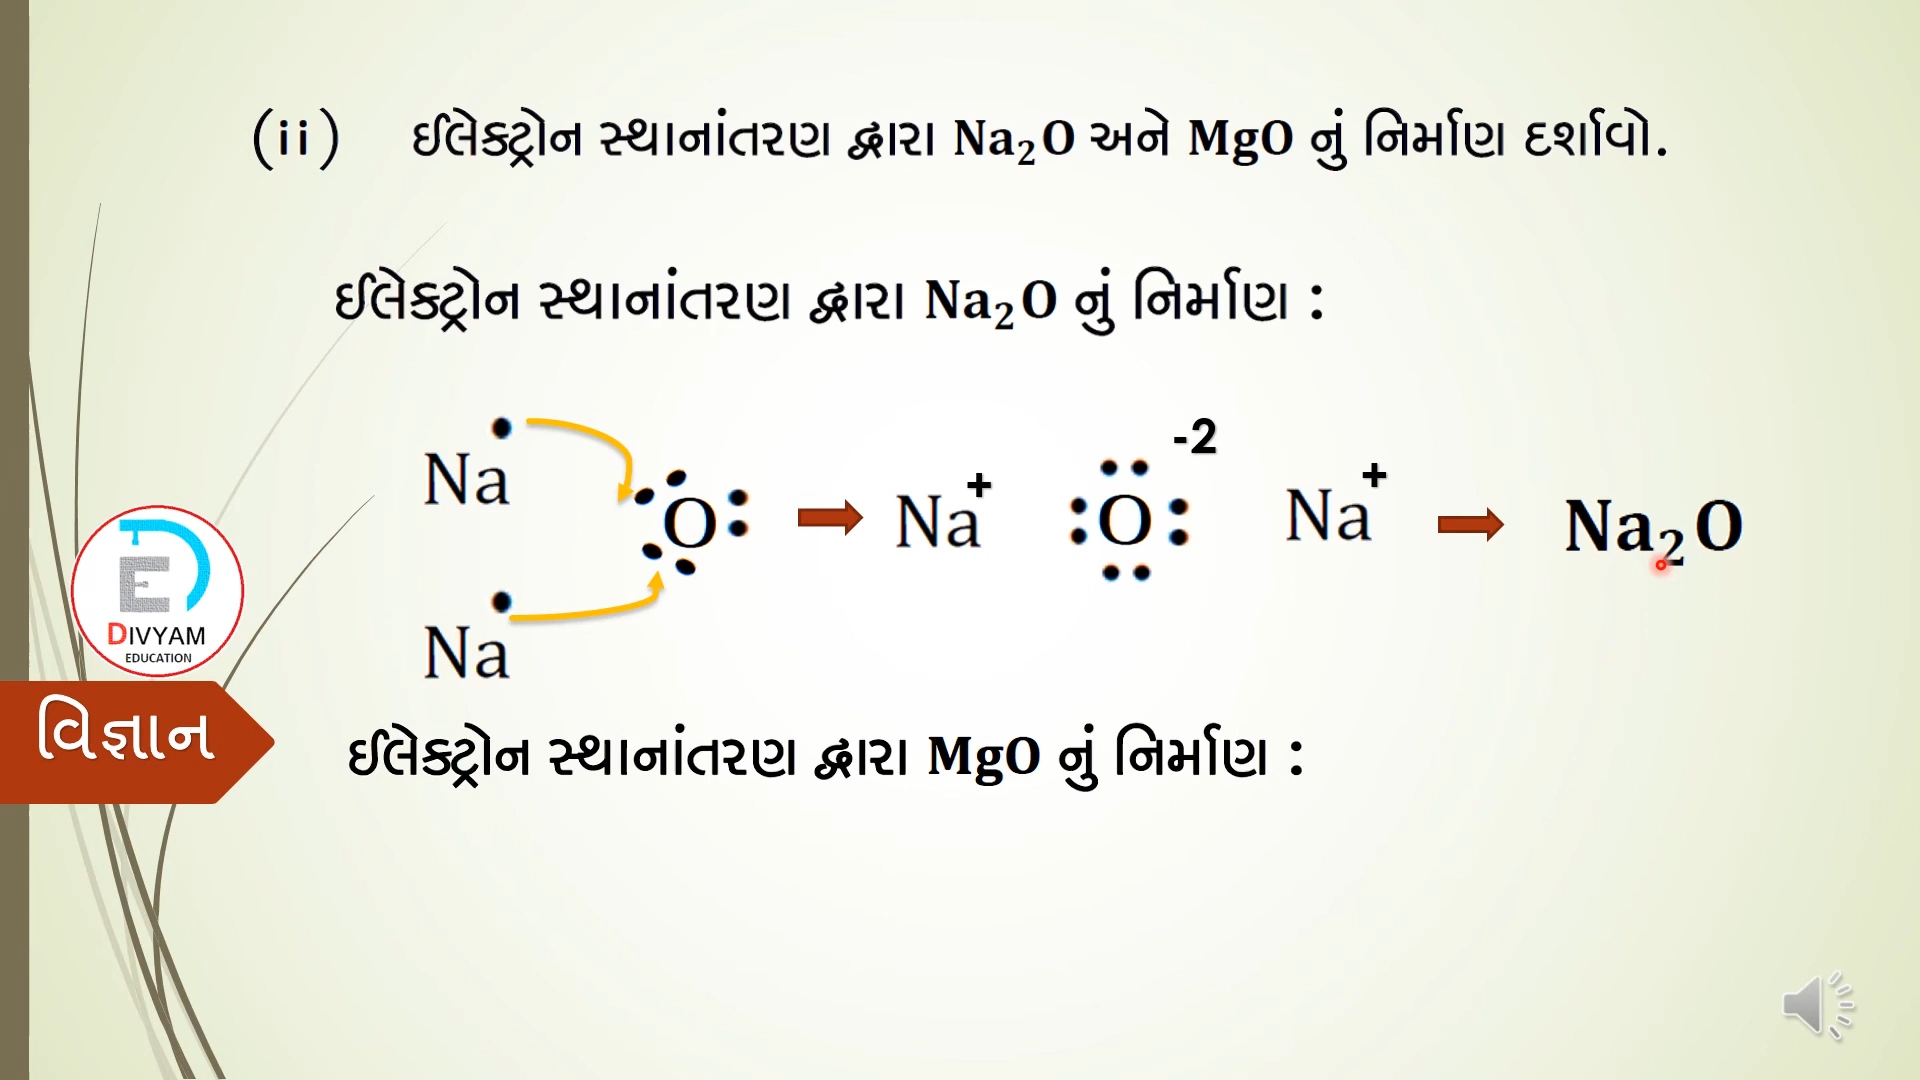 (ii) ઈલેક્ટ્રોન સ્થાનાંતરણ દ્વારા Na₂O અને MgO નું નિર્માણ દર્શાવો.
ઈલેક્ટ્રોન સ્થાનાંતરણ દ્વારા Na₂O નું નિર્માણ :
Na
O
Na
Na+ O-2 Na+ Na₂O
DIVYAM
EDUCATION
વિજ્ઞાન
ઈલેક્ટ્રોન સ્થાનાંતરણ દ્વારા MgO નું નિર્માણ :